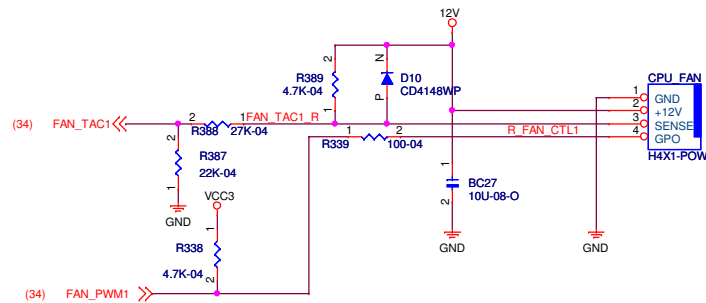 12V
CPU_FAN
2 N
R389 D10
4.7K-04 CD4148WP
1 P
1 GND
2 +12V
3 SENSE
4 GPO
H4X1-POW
(34) FAN_TAC1 2 1 FAN_TAC1_R
R388 27K-04
1 2 R_FAN_CTL1
R339 100-04
2
R387
22K-04
1
GND
1
BC27
10U-08-O
2
GND
GND
VCC3
1
R338
4.7K-04
2
(34) FAN_PWM1